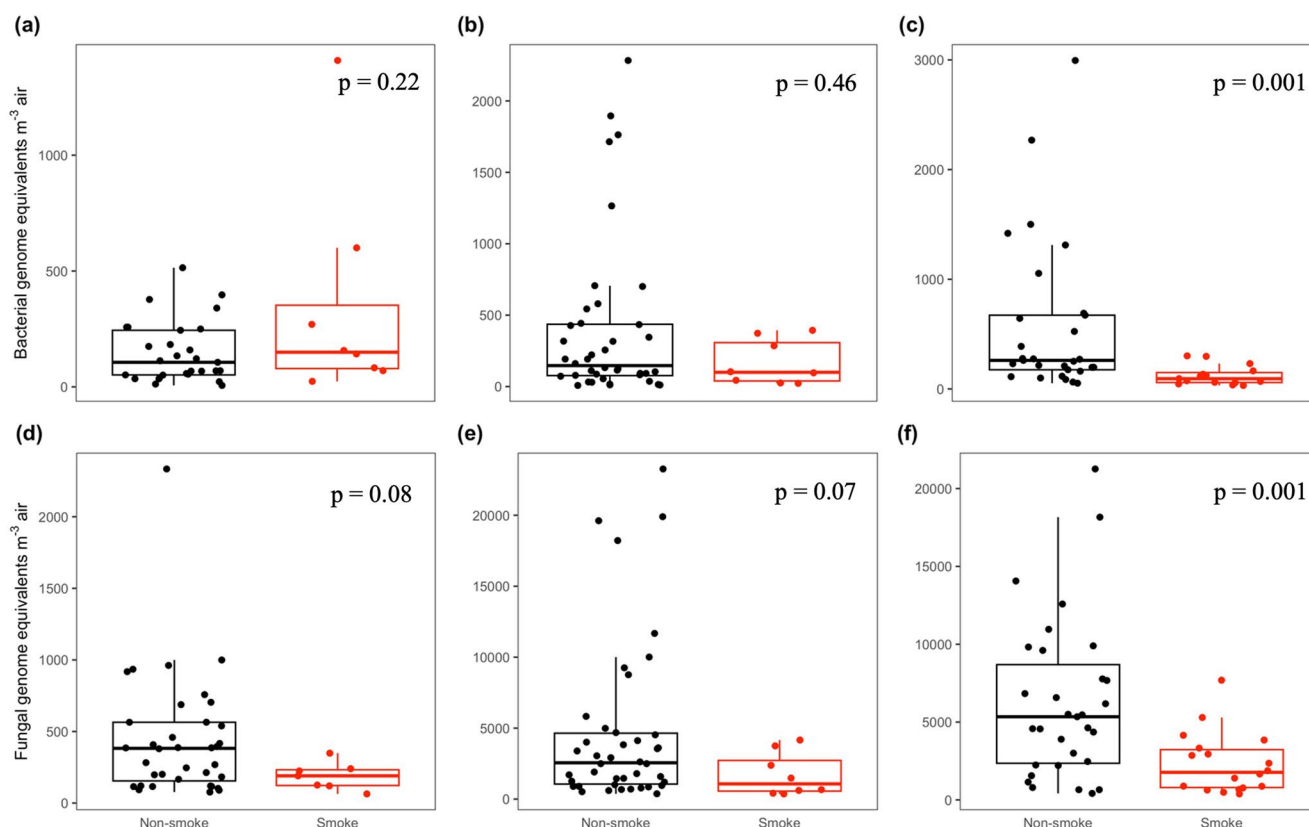 (a)
p = 0.22
1000
500
0
Bacterial genome equivalents m⁻³ air
(b)
p = 0.46
2000
1500
1000
500
0
(c)
p = 0.001
3000
2000
1000
0
(d)
p = 0.08
2000
1500
1000
500
0
Fungal genome equivalents m⁻³ air
Non-smoke Smoke
(e)
p = 0.07
20000
15000
10000
5000
0
Non-smoke Smoke
(f)
p = 0.001
20000
15000
10000
5000
0
Non-smoke Smoke